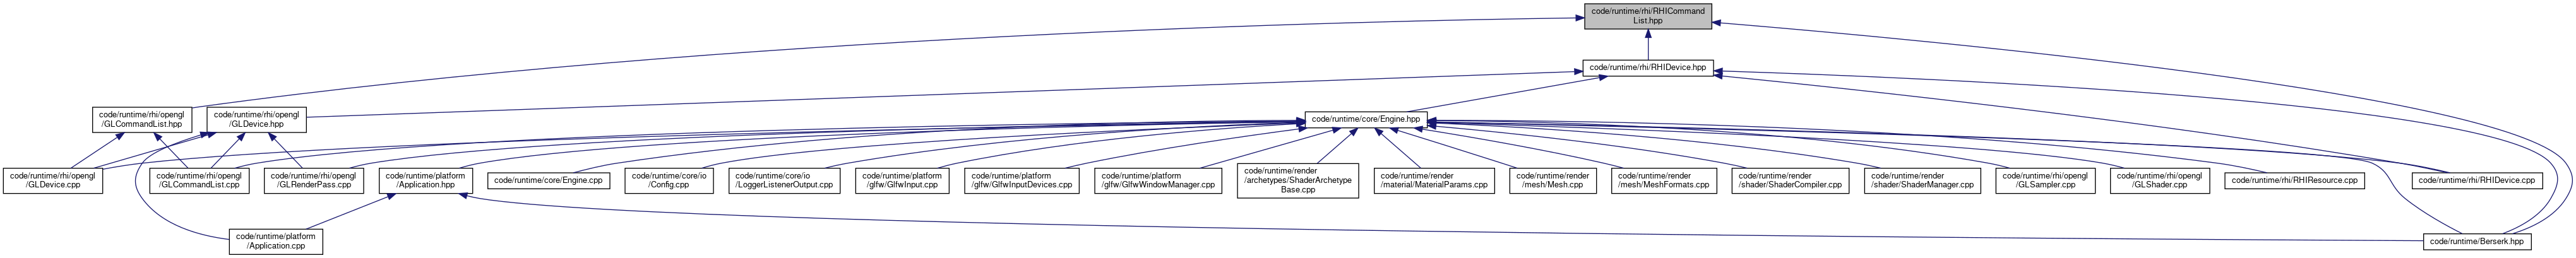 code/runtime/rhi/RHICommand
List.hpp
code/runtime/rhi/RHIDevice.hpp
code/runtime/rhi/opengl
/GLCommandList.hpp
code/runtime/rhi/opengl
/GLDevice.hpp
code/runtime/core/Engine.hpp
code/runtime/rhi/opengl
/GLDevice.cpp
code/runtime/rhi/opengl
/GLCommandList.cpp
code/runtime/rhi/opengl
/GLRenderPass.cpp
code/runtime/platform
/Application.hpp
code/runtime/core/Engine.cpp
code/runtime/core/io
/Config.cpp
code/runtime/core/io
/LoggerListenerOutput.cpp
code/runtime/platform
/glfw/GlfwInput.cpp
code/runtime/platform
/glfw/GlfwInputDevices.cpp
code/runtime/platform
/glfw/GlfwWindowManager.cpp
code/runtime/render
/archetypes/ShaderArchetype
Base.cpp
code/runtime/render
/material/MaterialParams.cpp
code/runtime/render
/mesh/Mesh.cpp
code/runtime/render
/mesh/MeshFormats.cpp
code/runtime/render
/shader/ShaderCompiler.cpp
code/runtime/render
/shader/ShaderManager.cpp
code/runtime/rhi/opengl
/GLSampler.cpp
code/runtime/rhi/opengl
/GLShader.cpp
code/runtime/rhi/RHIResource.cpp
code/runtime/rhi/RHIDevice.cpp
code/runtime/platform
/Application.cpp
code/runtime/Berserk.hpp